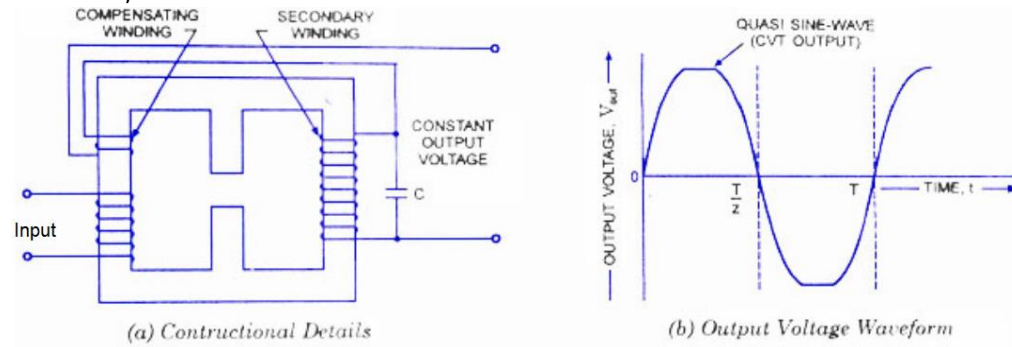 COMPENSATING
WINDING
SECONDARY
WINDING
CONSTANT
OUTPUT
VOLTAGE
C
Input
(a) Contructional Details
QUASI SINE-WAVE
(CVT OUTPUT)
OUTPUT VOLTAGE, Vout
0
T
2
T
TIME, t
(b) Output Voltage Waveform